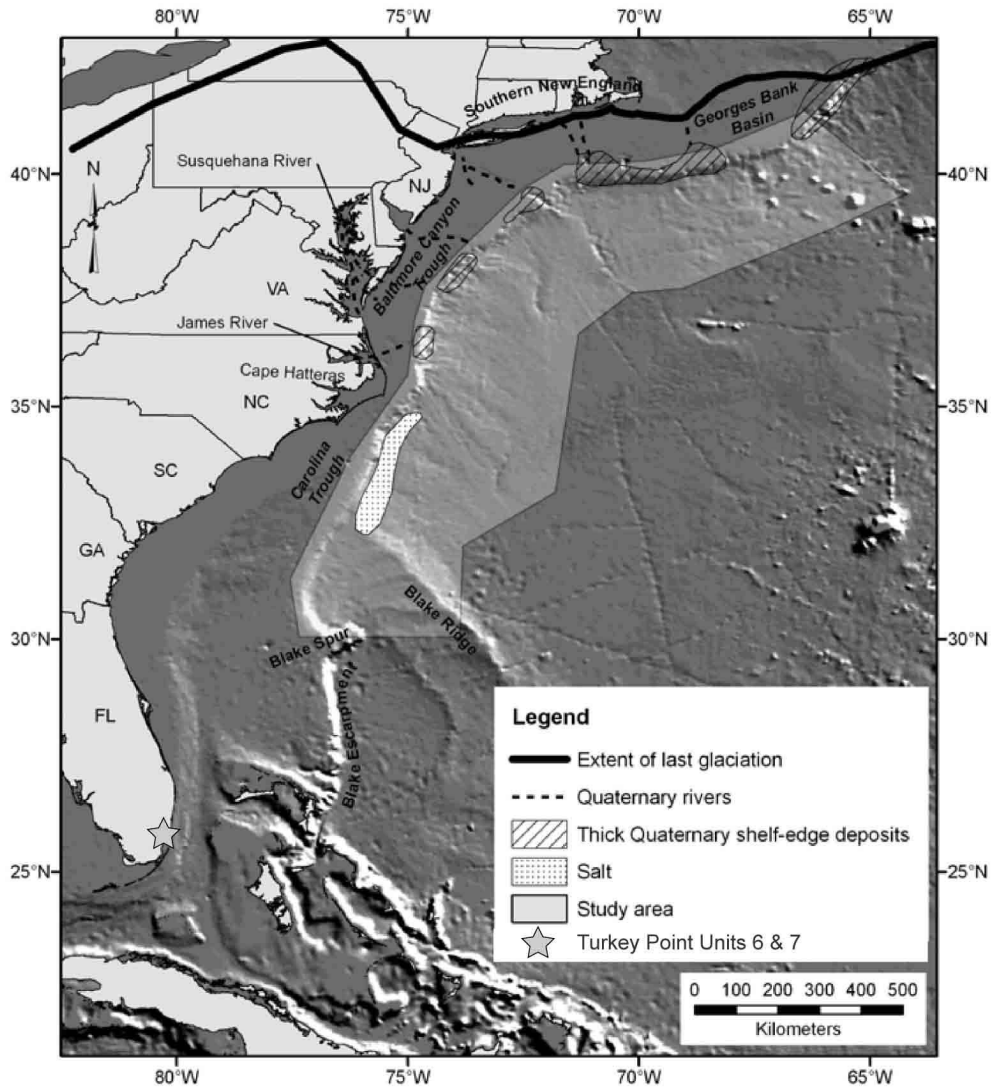 80°W
75°W
70°W
65°W
Southern New England
Georges Bank
Basin
Susquehana River
40°N
40°N
N
NJ
Baltimore Canyon
Trough
VA
James River
Cape Hatteras
35°N
35°N
NC
Carolina
Trough
SC
GA
Blake Ridge
30°N
30°N
Blake Spur
Blake Escarpment
FL
25°N
25°N
Legend
Extent of last glaciation
Quaternary rivers
Thick Quaternary shelf-edge deposits
Salt
Study area
Turkey Point Units 6 & 7
0 100 200 300 400 500
Kilometers
80°W
75°W
70°W
65°W